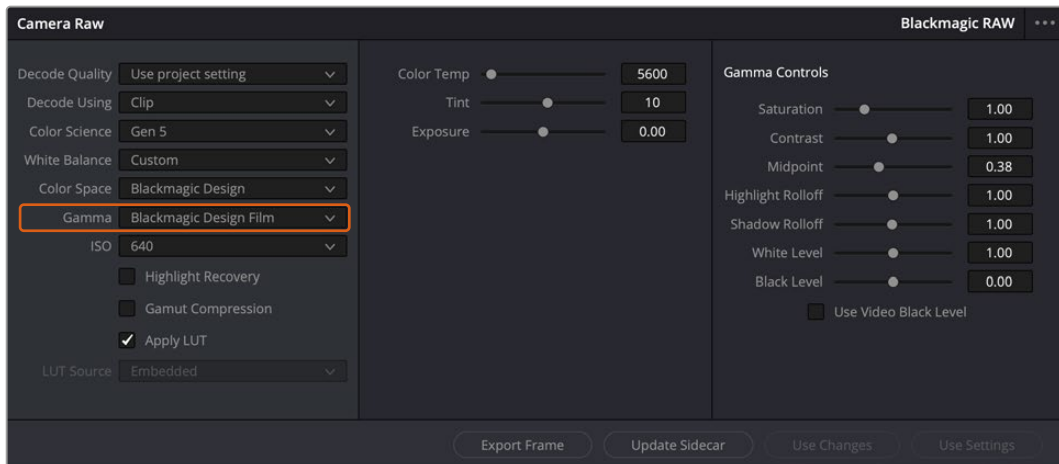 Camera Raw
Blackmagic RAW
Decode Quality Use project setting
Decode Using Clip
Color Science Gen 5
White Balance Custom
Color Space Blackmagic Design
Gamma Blackmagic Design Film
ISO 640
Highlight Recovery
Gamut Compression
Apply LUT
LUT Source Embedded
Color Temp 5600
Tint 10
Exposure 0.00
Gamma Controls
Saturation 1.00
Contrast 1.00
Midpoint 0.38
Highlight Rolloff 1.00
Shadow Rolloff 1.00
White Level 1.00
Black Level 0.00
Use Video Black Level
Export Frame
Update Sidecar
Use Changes
Use Settings